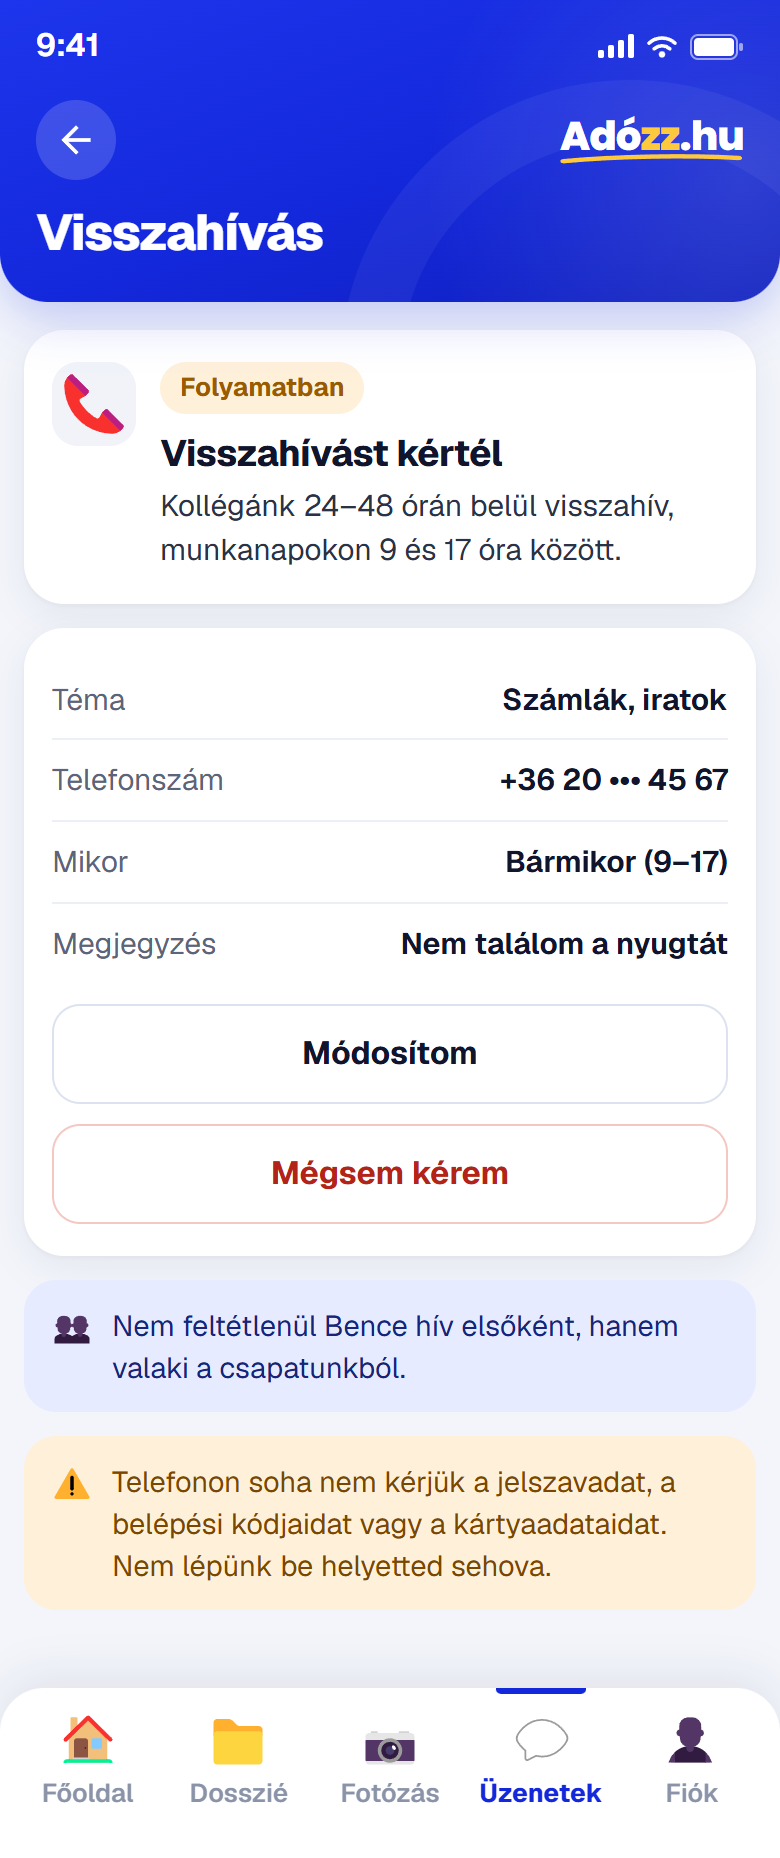 9:41
Adózz.hu
Visszahívás
Folyamatban
Visszahívást kértél
Kollégánk 24–48 órán belül visszahív,
munkanapokon 9 és 17 óra között.
Téma Számlák, iratok
Telefonszám +36 20 ••• 45 67
Mikor Bármikor (9–17)
Megjegyzés Nem találom a nyugtát
Módosítom
Mégsem kérem
Nem feltétlenül Bence hív elsőként, hanem
valaki a csapatunkból.
Telefonon soha nem kérjük a jelszavadat, a
belépési kódjaidat vagy a kártyaadataidat.
Nem lépünk be helyetted sehova.
Főoldal Dosszié Fotózás Üzenetek Fiók